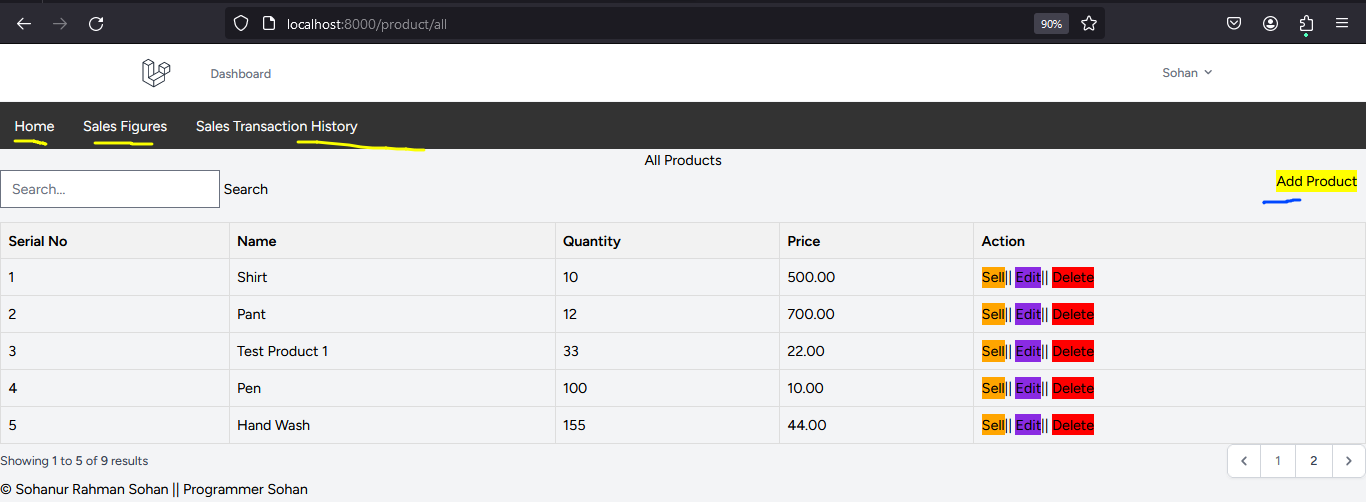 localhost:8000/product/all 90%
Dashboard Sohan
Home Sales Figures Sales Transaction History
All Products
Search... Search Add Product
Serial No Name Quantity Price Action
1 Shirt 10 500.00 Sell|| Edit|| Delete
2 Pant 12 700.00 Sell|| Edit|| Delete
3 Test Product 1 33 22.00 Sell|| Edit|| Delete
4 Pen 100 10.00 Sell|| Edit|| Delete
5 Hand Wash 155 44.00 Sell|| Edit|| Delete
Showing 1 to 5 of 9 results 1 2
© Sohanur Rahman Sohan || Programmer Sohan